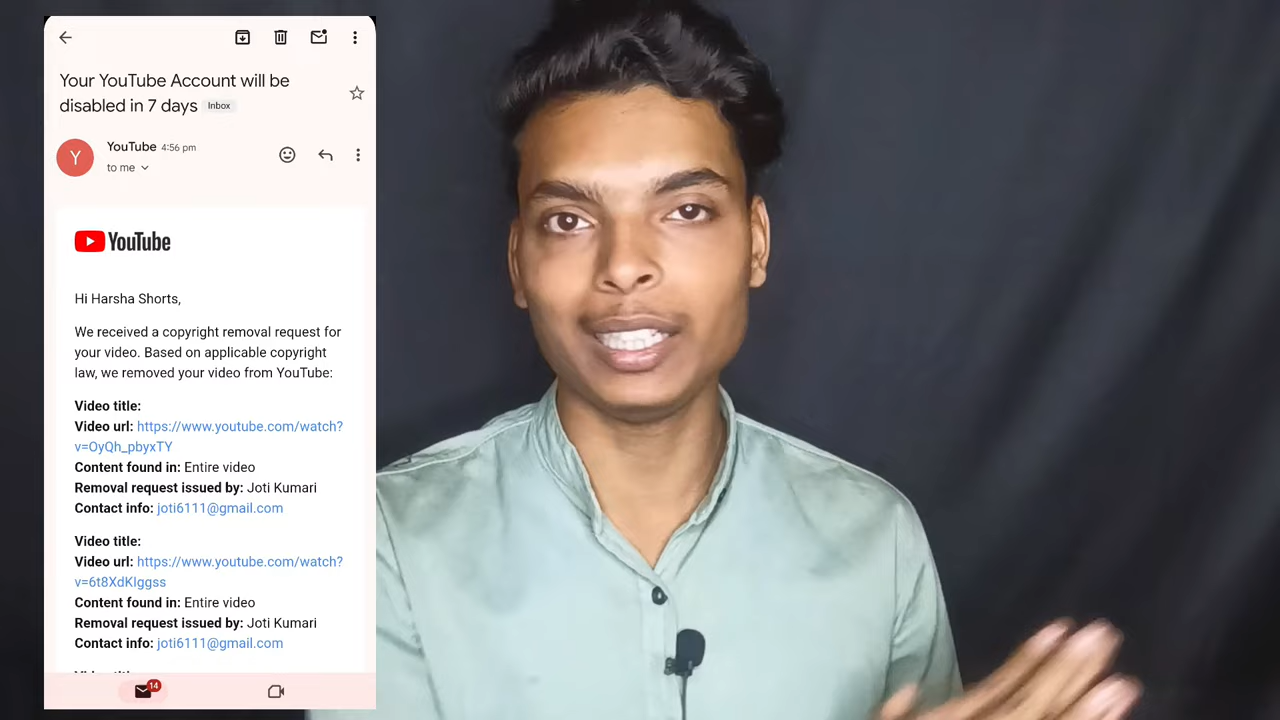 Your YouTube Account will be
disabled in 7 days Inbox
Y
YouTube 4:56 pm
to me
YouTube
Hi Harsha Shorts,
We received a copyright removal request for
your video. Based on applicable copyright
law, we removed your video from YouTube:
Video title:
Video url: https://www.youtube.com/watch?
v=OyQh_pbyxTY
Content found in: Entire video
Removal request issued by: Joti Kumari
Contact info: joti6111@gmail.com
Video title:
Video url: https://www.youtube.com/watch?
v=6t8XdKlggss
Content found in: Entire video
Removal request issued by: Joti Kumari
Contact info: joti6111@gmail.com
14